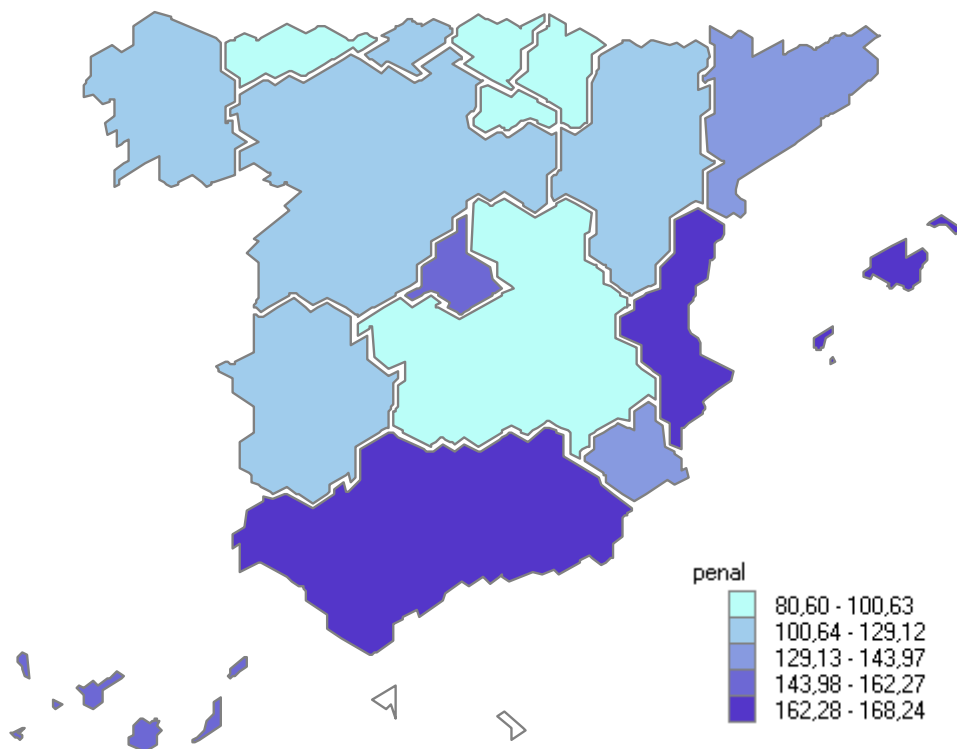 penal
80,60 - 100,63
100,64 - 129,12
129,13 - 143,97
143,98 - 162,27
162,28 - 168,24